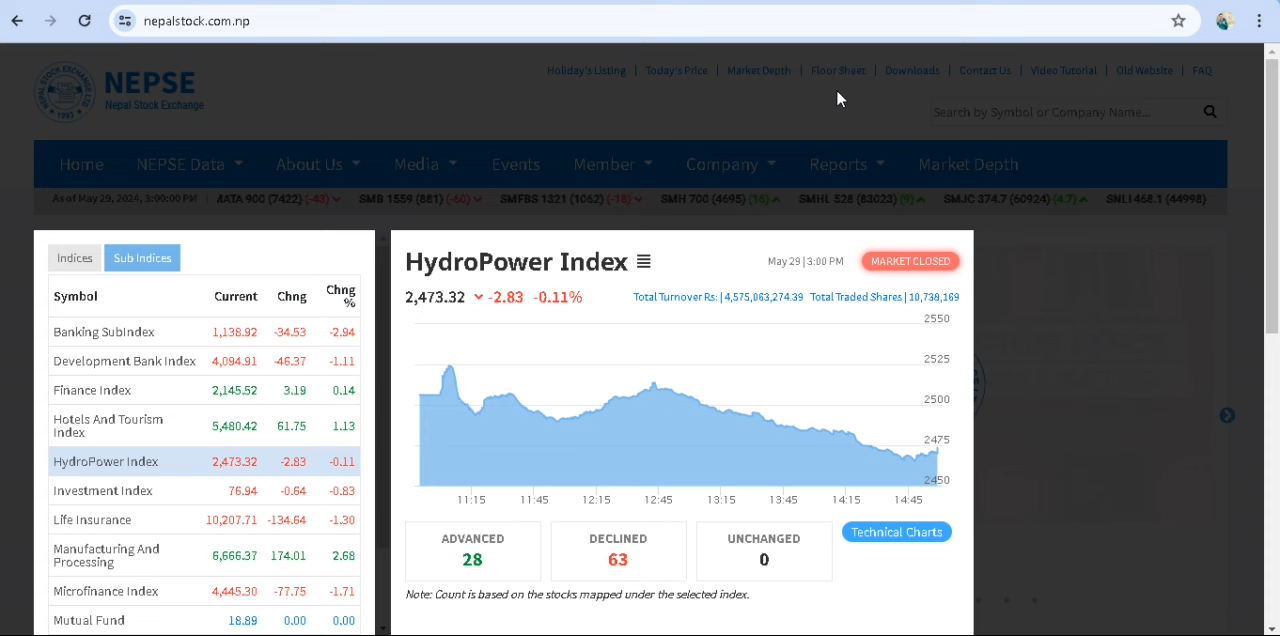 nepalstock.com.np
Holiday's Listing | Today's Price | Market Depth | Floor Sheet | Downloads | Contact Us | Video Tutorial | Old Website | FAQ
NEPSE
Nepal Stock Exchange
Search by Symbol or Company Name...
Home NEPSE Data About Us Media Events Member Company Reports Market Depth
As of May 29, 2024, 3:00:00 PM | MATA 900 (7422) (-43) SMB 1559 (881) (-60) SMFBS 1321 (1062) (-18) SMH 700 (4695) (16) SMHL 528 (83023) (9) SMJC 374.7 (60924) (4.7) SNLI 468.1 (44998)
Indices Sub Indices
Symbol Current Chng Chng %
Banking SubIndex 1,138.92 -34.53 -2.94
Development Bank Index 4,094.91 -46.37 -1.11
Finance Index 2,145.52 3.19 0.14
Hotels And Tourism Index 5,480.42 61.75 1.13
HydroPower Index 2,473.32 -2.83 -0.11
Investment Index 76.94 -0.64 -0.83
Life Insurance 10,207.71 -134.64 -1.30
Manufacturing And Processing 6,666.37 174.01 2.68
Microfinance Index 4,445.30 -77.75 -1.71
Mutual Fund 18.89 0.00 0.00
HydroPower Index
May 29 | 3:00 PM
MARKET CLOSED
2,473.32 -2.83 -0.11%
Total Turnover Rs: | 4,575,063,274.39 Total Traded Shares | 10,738,169
2550
2525
2500
2475
2450
11:15 11:45 12:15 12:45 13:15 13:45 14:15 14:45
ADVANCED
28
DECLINED
63
UNCHANGED
0
Technical Charts
Note: Count is based on the stocks mapped under the selected index.